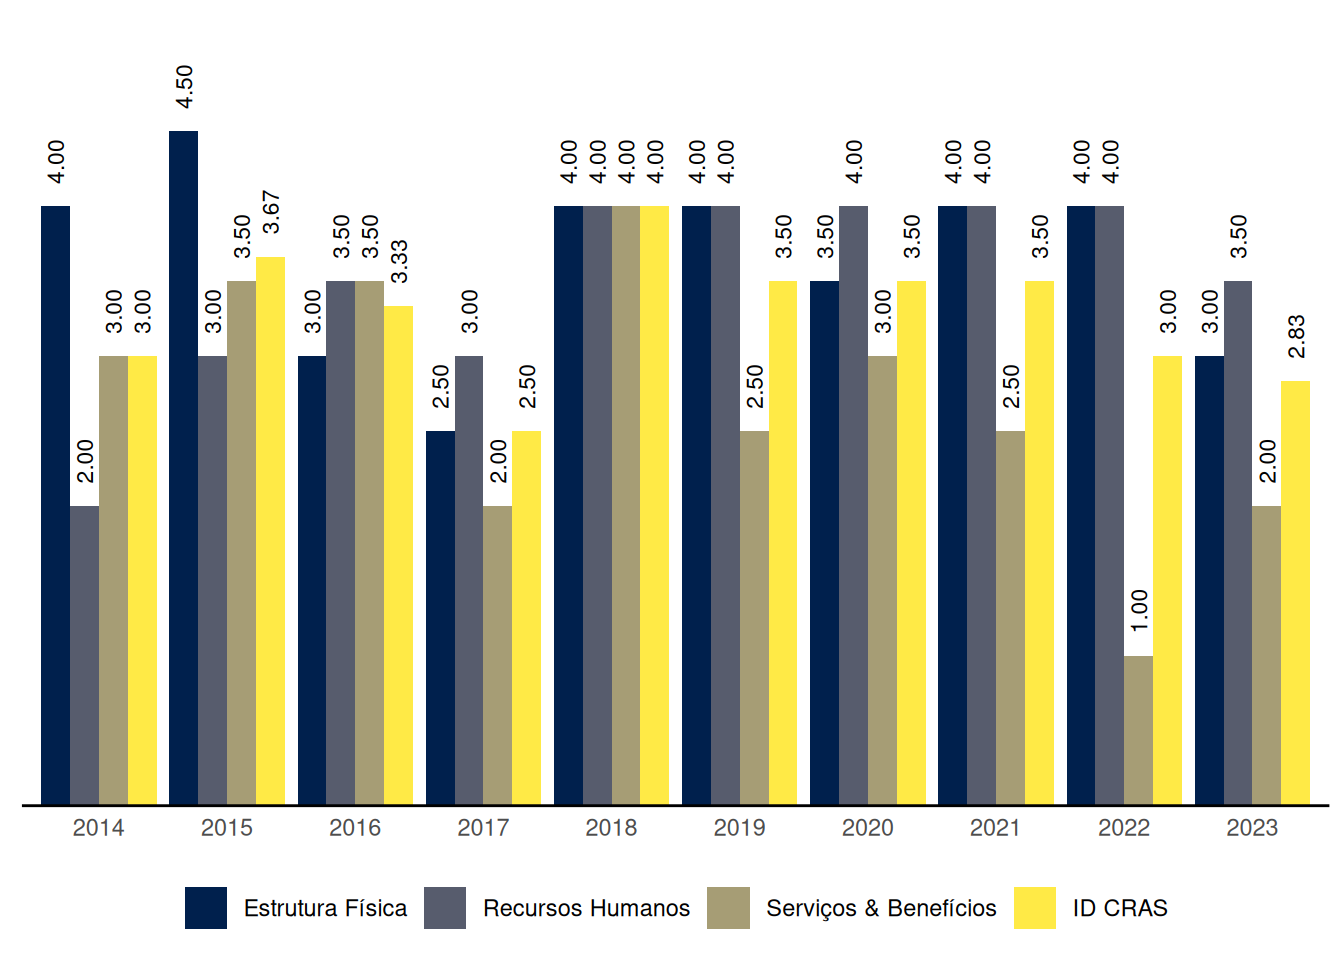 4.00 2.00 3.00 3.00
4.50 3.00 3.50 3.67
3.00 3.50 3.50 3.33
2.50 3.00 2.00 2.50
4.00 4.00 4.00 4.00
4.00 4.00 2.50 3.50
3.50 4.00 3.00 3.50
4.00 4.00 2.50 3.50
4.00 4.00 1.00 3.00
3.00 3.50 2.00 2.83
2014 2015 2016 2017 2018 2019 2020 2021 2022 2023
Estrutura Física Recursos Humanos Serviços & Benefícios ID CRAS